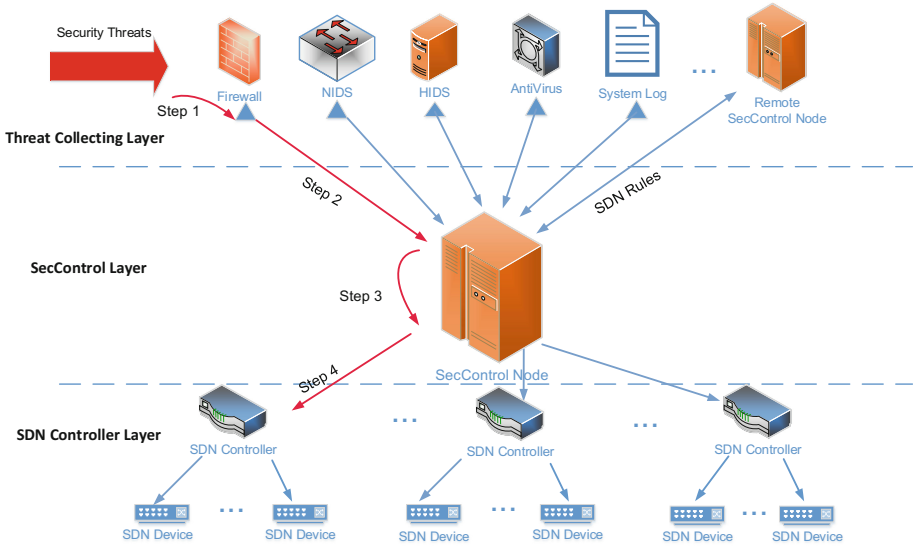 Security Threats
Firewall
NIDS
HIDS
AntiVirus
System Log
...
Remote
SecControl Node
Step 1
Threat Collecting Layer
Step 2
SDN Rules
SecControl Layer
Step 3
Step 4
SecControl Node
SDN Controller Layer
SDN Controller
...
SDN Controller
...
SDN Controller
SDN Device
...
SDN Device
SDN Device
...
SDN Device
SDN Device
...
SDN Device